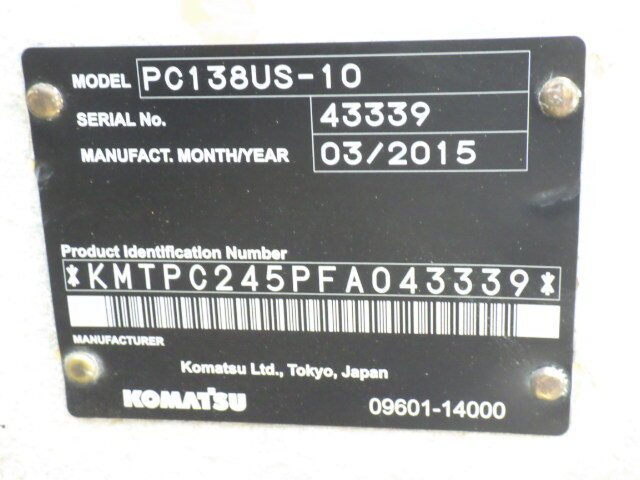 MODEL PC138US-10
SERIAL No. 43339
MANUFACT. MONTH/YEAR 03/2015
Product Identification Number
*KMTPC245PFA043339*
MANUFACTURER
Komatsu Ltd., Tokyo, Japan
KOMATSU 09601-14000